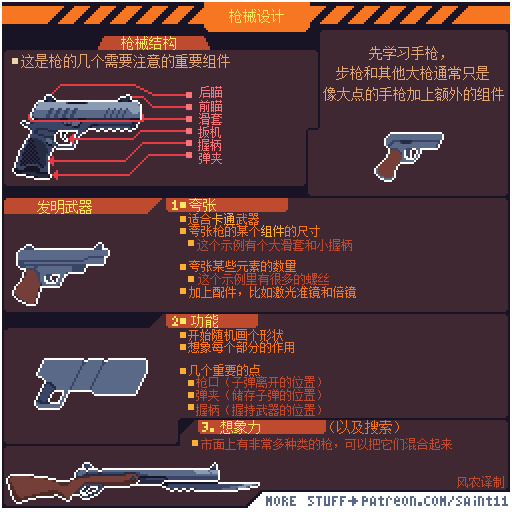 枪械设计
枪械结构
这是枪的几个需要注意的重要组件
后瞄
前瞄
滑套
扳机
握柄
弹夹
先学习手枪，
步枪和其他大枪通常只是
像大点的手枪加上额外的组件
发明武器
1 夸张
适合卡通武器
夸张枪的某个组件的尺寸
这个示例有个大滑套和小握柄
夸张某些元素的数量
这个示例里有很多的螺丝
加上配件，比如激光准镜和倍镜
2 功能
开始随机画个形状
想象每个部分的作用
几个重要的点
枪口（子弹离开的位置）
弹夹（储存子弹的位置）
握柄（握持武器的位置）
3. 想象力（以及搜索）
市面上有非常多种类的枪，可以把它们混合起来
风农译制
MORE STUFF→PATREON.COM/SAINT11